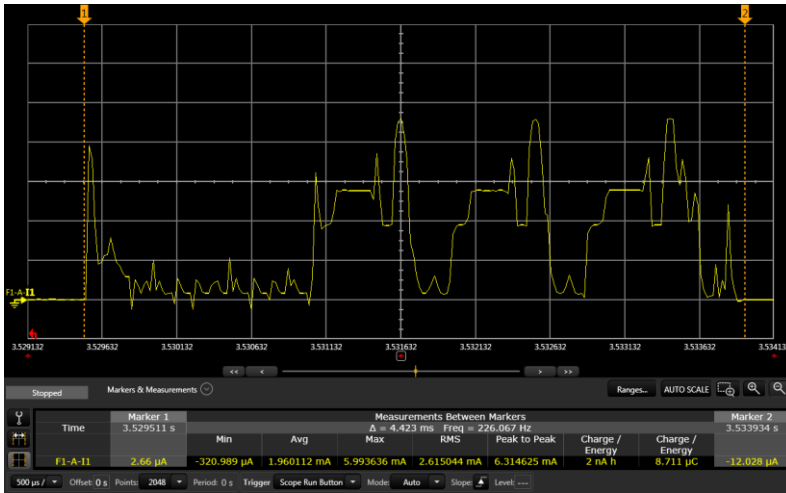 1 2
F1-A-I1
3.529132 3.529632 3.530132 3.530632 3.531132 3.531632 3.532132 3.532632 3.533132 3.533632 3.53413
<< < > >>
Stopped Markers & Measurements Ranges... AUTO SCALE
Marker 1 Measurements Between Markers Marker 2
Time 3.529511 s Δ = 4.423 ms Freq = 226.067 Hz 3.533934 s
Min Avg Max RMS Peak to Peak Charge / Energy Charge / Energy
F1-A-I1 2.66 µA -320.989 µA 1.960112 mA 5.993636 mA 2.615044 mA 6.314625 mA 2 nA h 8.711 µC -12.028 µA
500 µs / Offset: 0 s Points: 2048 Period: 0 s Trigger Scope Run Button Mode: Auto Slope: Level: ---